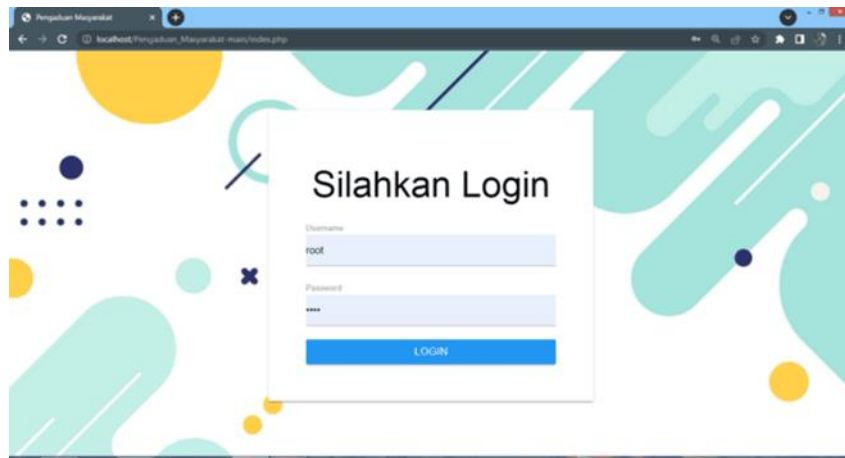 Pengaduan Masyarakat
localhost/Pengaduan_Masyarakat-main/index.php
Silahkan Login
Username
root
Password
••••
LOGIN